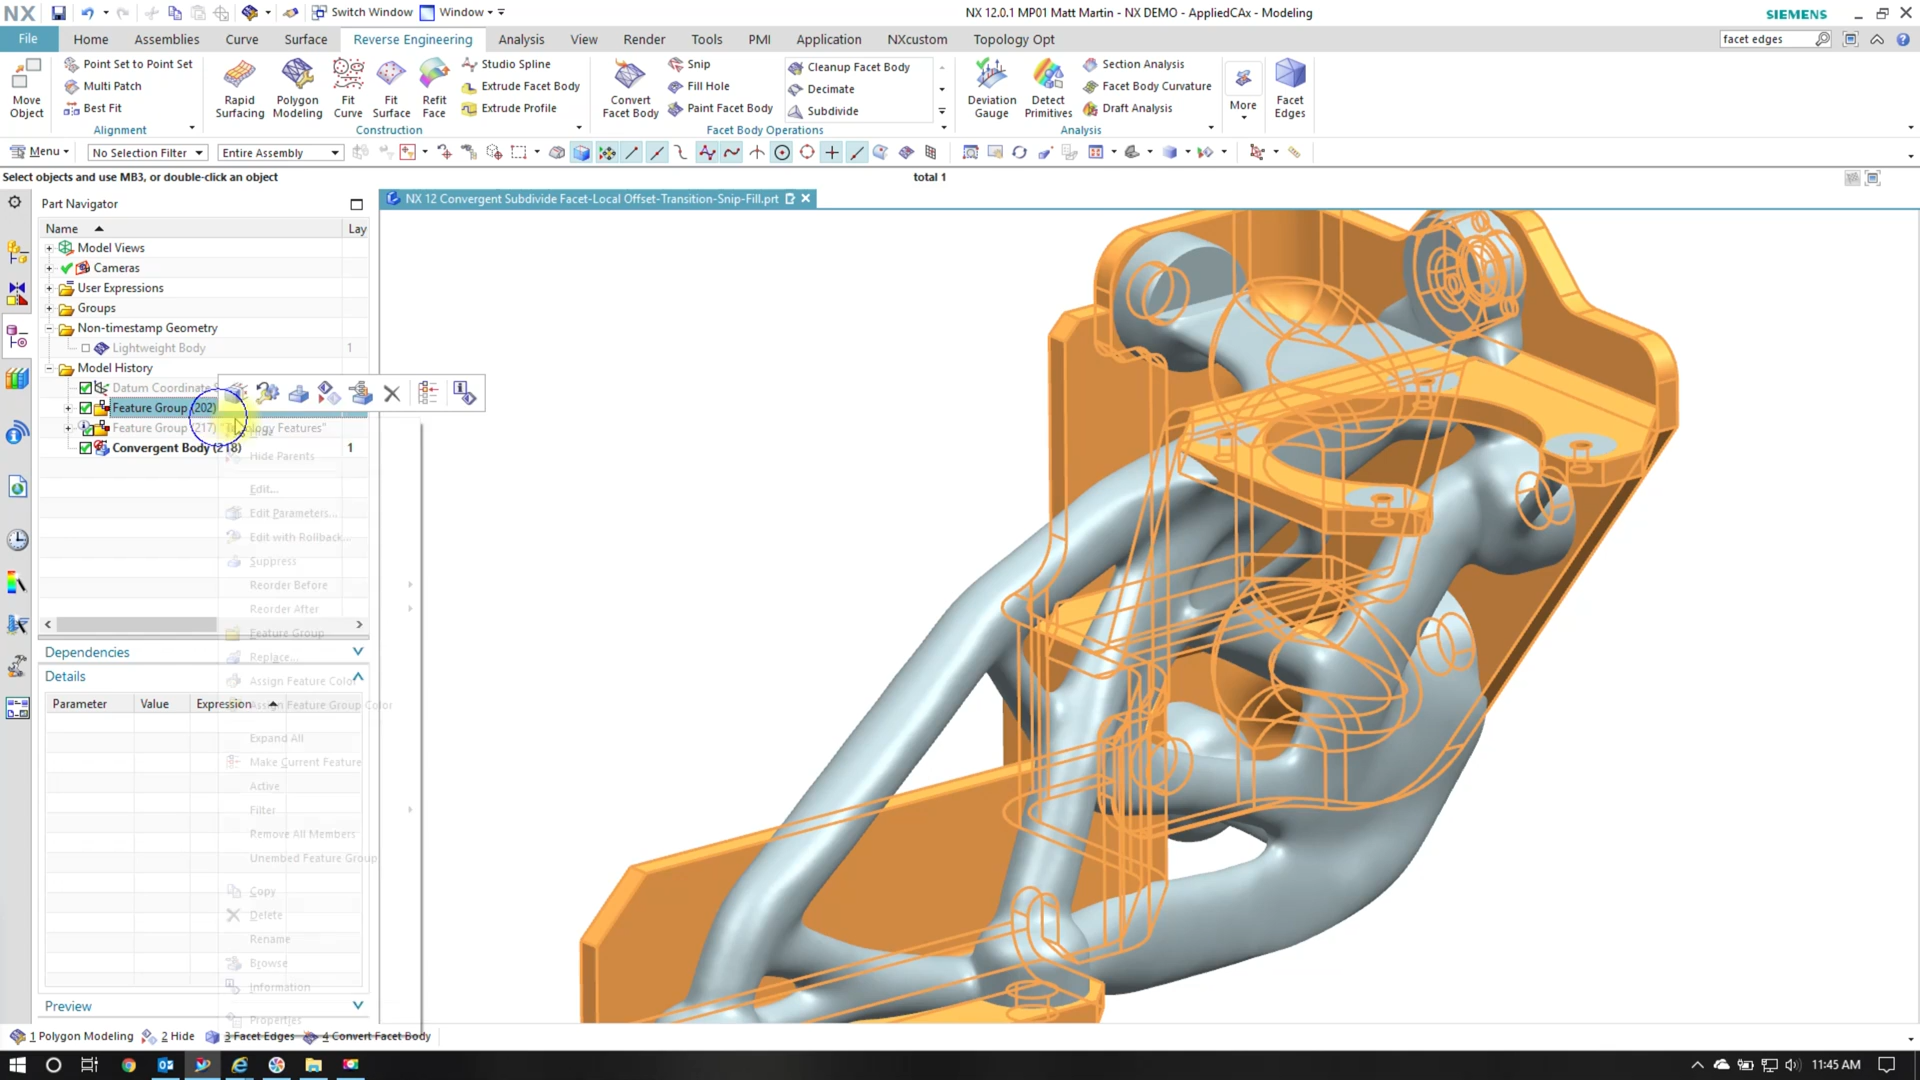 NX Switch Window Window NX 12.0.1 MP01 Matt Martin - NX DEMO - AppliedCAx - Modeling SIEMENS
File Home Assemblies Curve Surface Reverse Engineering Analysis View Render Tools PMI Application NXcustom Topology Opt facet edges
Move Object
Point Set to Point Set
Multi Patch
Best Fit
Alignment
Rapid Surfacing
Polygon Modeling
Fit Curve
Fit Surface
Refit Face
Studio Spline
Extrude Facet Body
Extrude Profile
Construction
Convert Facet Body
Snip
Fill Hole
Paint Facet Body
Cleanup Facet Body
Decimate
Subdivide
Facet Body Operations
Deviation Gauge
Detect Primitives
Section Analysis
Facet Body Curvature
Draft Analysis
Analysis
More
Facet Edges
Menu No Selection Filter Entire Assembly
Select objects and use MB3, or double-click an object total 1
Part Navigator
NX 12 Convergent Subdivide Facet-Local Offset-Transition-Snip-Fill.prt
Name Lay
Model Views
Cameras
User Expressions
Groups
Non-timestamp Geometry
Lightweight Body 1
Model History
Datum Coordinate S
Feature Group (202)
Feature Group (217) "Topology Features"
Convergent Body (218) 1
Hide
Hide Parents
Edit...
Edit Parameters...
Edit with Rollback...
Suppress
Reorder Before
Reorder After
Feature Group
Replace...
Assign Feature Color
Assign Feature Group Color
Expand All
Make Current Feature
Active
Filter
Remove All Members
Unembed Feature Group
Copy
Delete
Rename
Browse
Information
Properties
Dependencies
Details
Parameter Value Expression
Preview
1 Polygon Modeling 2 Hide 3 Facet Edges 4 Convert Facet Body
11:45 AM